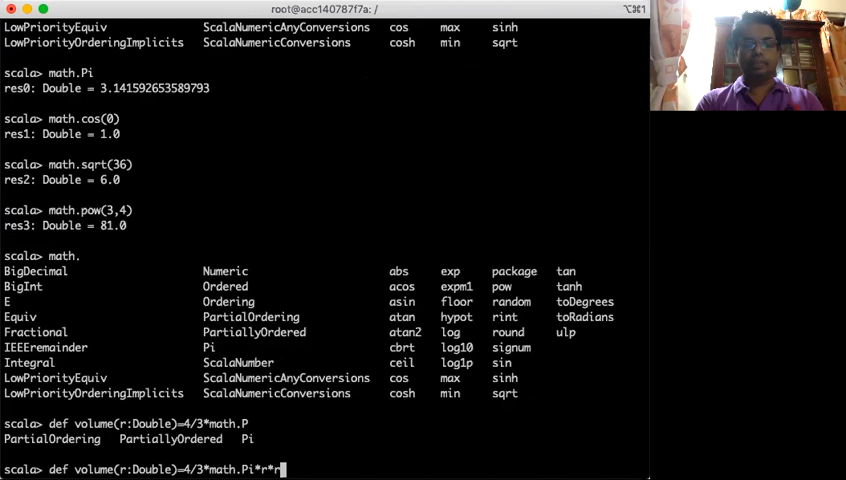 root@acc140787f7a: /
⌥⌘1
LowPriorityEquiv ScalaNumericAnyConversions cos max sinh
LowPriorityOrderingImplicits ScalaNumericConversions cosh min sqrt
scala> math.Pi
res0: Double = 3.141592653589793
scala> math.cos(0)
res1: Double = 1.0
scala> math.sqrt(36)
res2: Double = 6.0
scala> math.pow(3,4)
res3: Double = 81.0
scala> math.
BigDecimal Numeric abs exp package tan
BigInt Ordered acos expm1 pow tanh
E Ordering asin floor random toDegrees
Equiv PartialOrdering atan hypot rint toRadians
Fractional PartiallyOrdered atan2 log round ulp
IEEEremainder Pi cbrt log10 signum
Integral ScalaNumber ceil log1p sin
LowPriorityEquiv ScalaNumericAnyConversions cos max sinh
LowPriorityOrderingImplicits ScalaNumericConversions cosh min sqrt
scala> def volume(r:Double)=4/3*math.P
PartialOrdering PartiallyOrdered Pi
scala> def volume(r:Double)=4/3*math.Pi*r*r